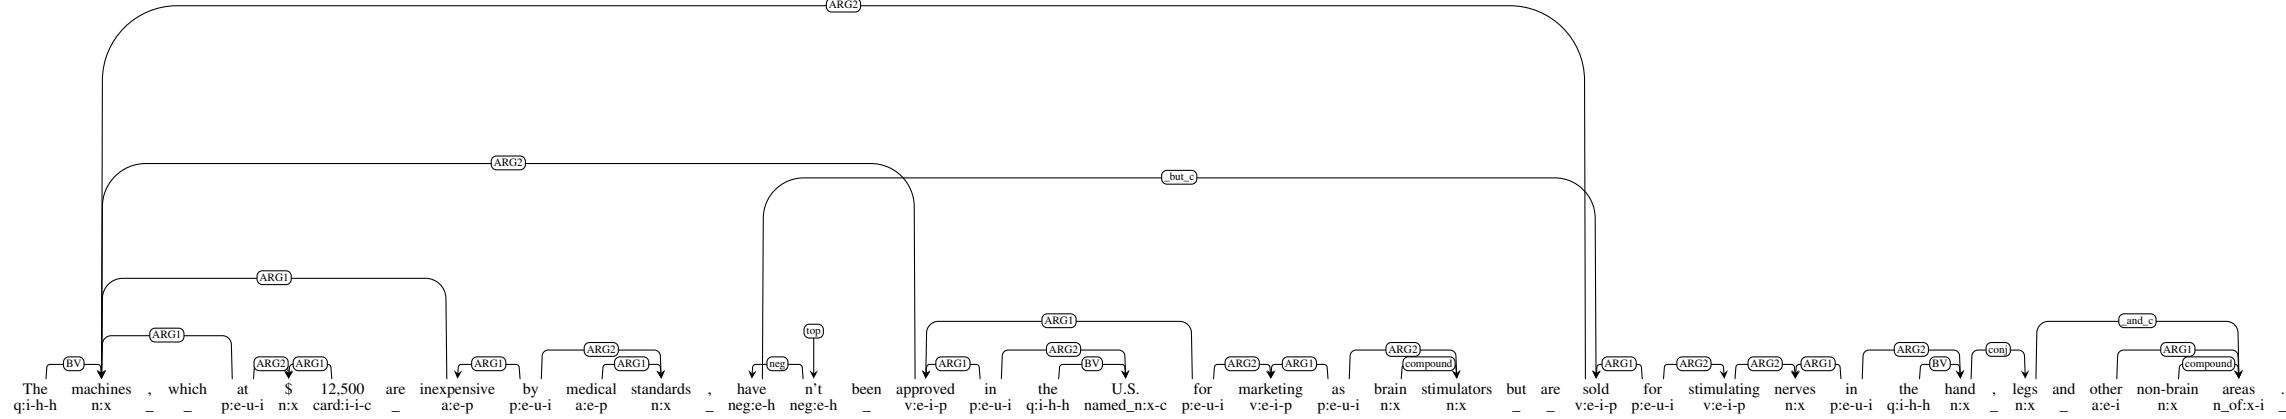 ARG2
ARG2
_but_c
ARG1
ARG1
_and_c
top
ARG1
ARG2
ARG2
ARG2
ARG2
conj
ARG1
BV
ARG2
ARG1
ARG1
ARG1
neg
ARG1
BV
ARG2
ARG1
compound
ARG1
ARG2
ARG2
ARG1
BV
compound
The machines , which at $ 12,500 are inexpensive by medical standards , have n't been approved in the U.S. for marketing as brain stimulators but are sold for stimulating nerves in the hand , legs and other non-brain areas .
q:i-h-h n:x _ _ p:e-u-i n:x card:i-i-c _ a:e-p p:e-u-i a:e-p n:x _ neg:e-h neg:e-h _ v:e-i-p p:e-u-i q:i-h-h named_n:x-c p:e-u-i v:e-i-p p:e-u-i n:x n:x _ _ v:e-i-p p:e-u-i v:e-i-p n:x p:e-u-i q:i-h-h n:x _ n:x _ a:e-i n:x n_of:x-i _